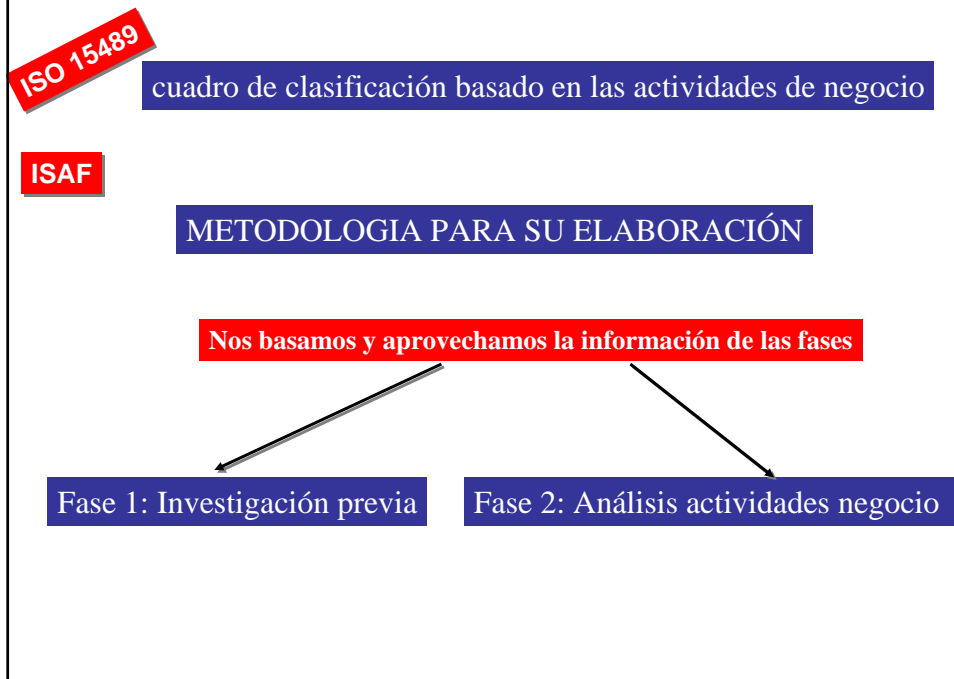 ISO 15489
cuadro de clasificación basado en las actividades de negocio
ISAF
METODOLOGIA PARA SU ELABORACIÓN
Nos basamos y aprovechamos la información de las fases
Fase 1: Investigación previa
Fase 2: Análisis actividades negocio